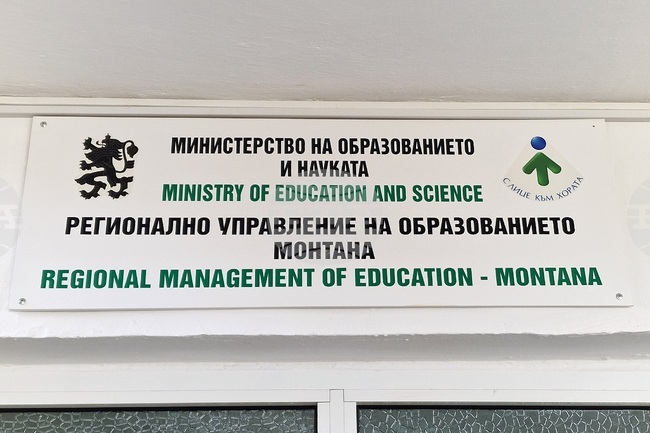 МИНИСТЕРСТВО НА ОБРАЗОВАНИЕТО
И НАУКАТА
MINISTRY OF EDUCATION AND SCIENCE
С ЛИЦЕ КЪМ ХОРАТА
РЕГИОНАЛНО УПРАВЛЕНИЕ НА ОБРАЗОВАНИЕТО
МОНТАНА
REGIONAL MANAGEMENT OF EDUCATION - MONTANA